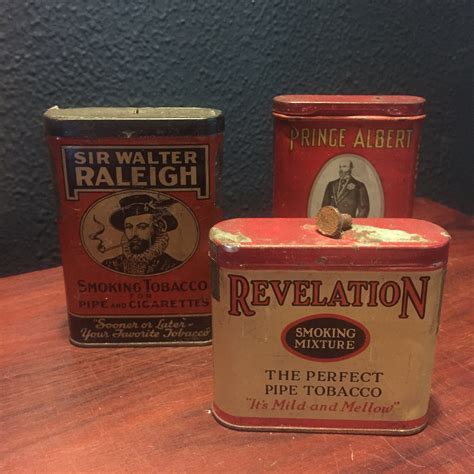 SIR WALTER
RALEIGH
SMOKING TOBACCO
FOR
PIPE AND CIGARETTES
"Sooner or Later-
Your Favorite Tobacco"
PRINCE ALBERT
REVELATION
SMOKING
MIXTURE
THE PERFECT
PIPE TOBACCO
"It's Mild and Mellow"